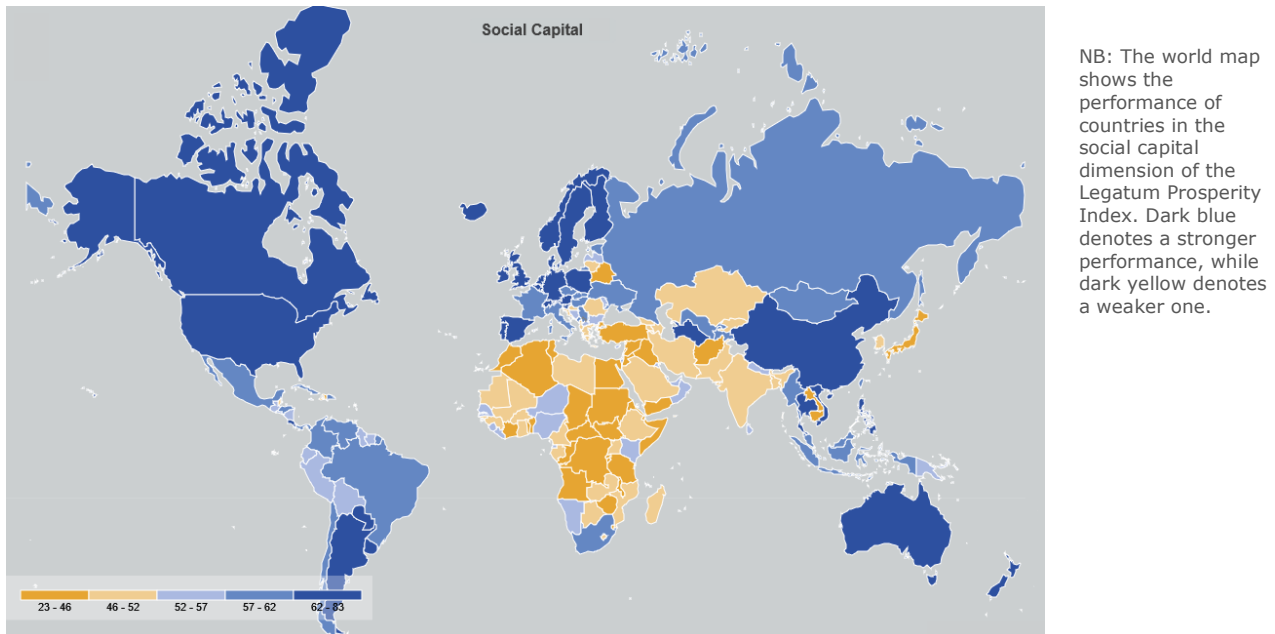 Social Capital
NB: The world map
shows the
performance of
countries in the
social capital
dimension of the
Legatum Prosperity
Index. Dark blue
denotes a stronger
performance, while
dark yellow denotes
a weaker one.
23 - 46
46 - 52
52 - 57
57 - 62
62 - 83